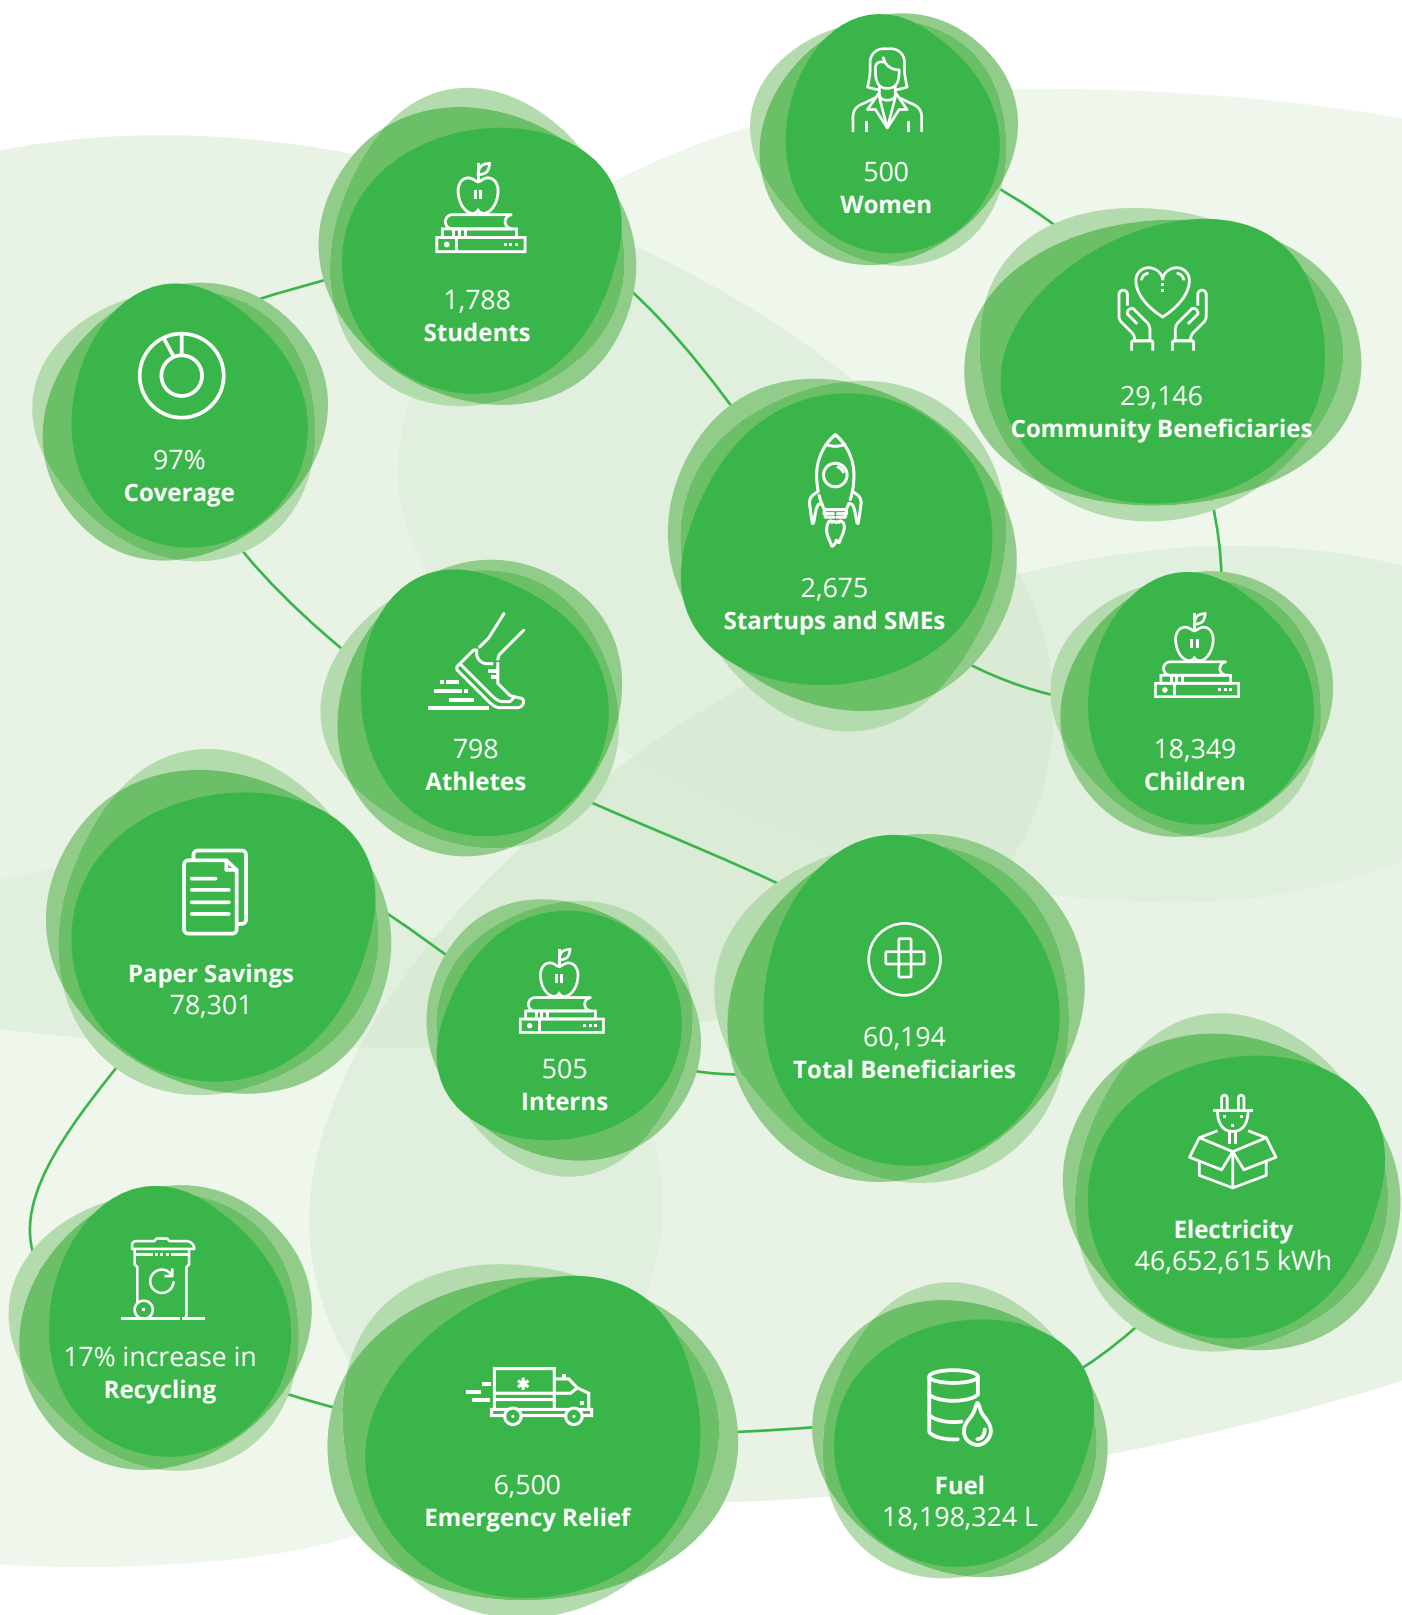 500
Women
1,788
Students
29,146
Community Beneficiaries
97%
Coverage
2,675
Startups and SMEs
798
Athletes
18,349
Children
Paper Savings
78,301
505
Interns
60,194
Total Beneficiaries
Electricity
46,652,615 kWh
17% increase in
Recycling
6,500
Emergency Relief
Fuel
18,198,324 L